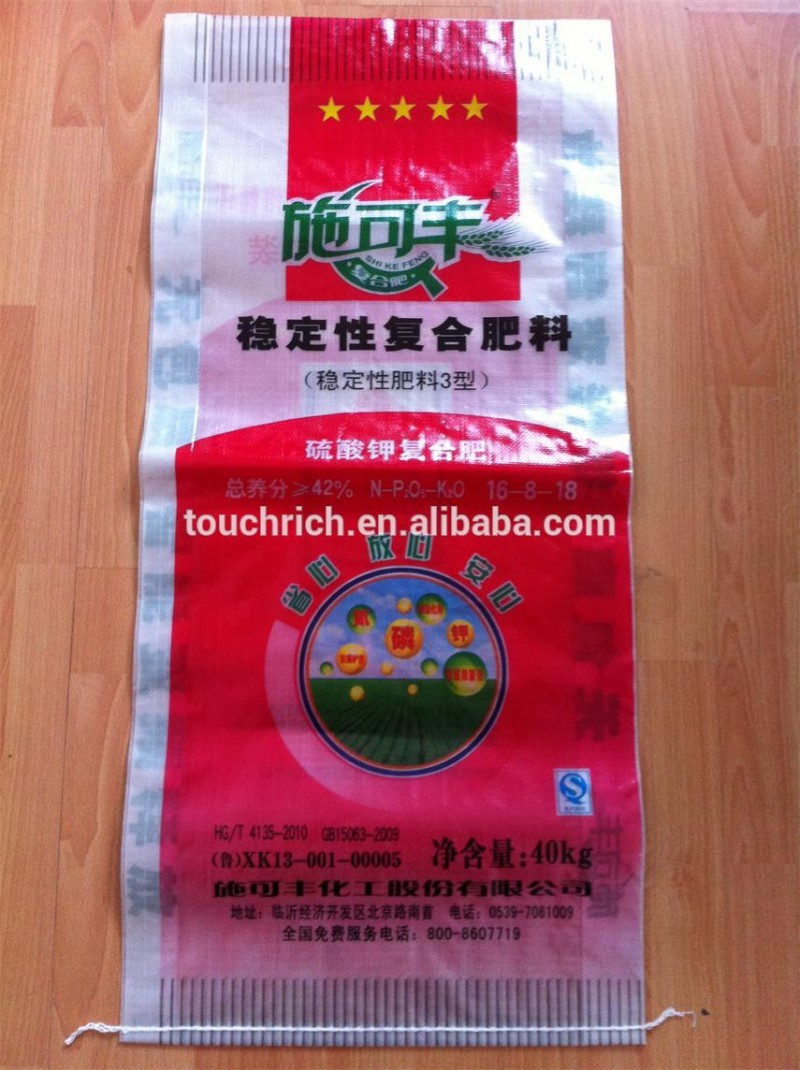 施可丰
SHI KE FENG
·复合肥·
稳定性复合肥料
（稳定性肥料3型）
硫酸钾复合肥
总养分≥42% N-P₂O₅-K₂O 16-8-18
touchrich.en.alibaba.com
省心 放心 安心
氮
磷
钾
HG/T 4135-2010 GB15063-2009
(鲁)XK13-001-00005 净含量:40kg
施可丰化工股份有限公司
地址：临沂经济开发区北京路南首 电话：0539-7061009
全国免费服务电话：800-8607719